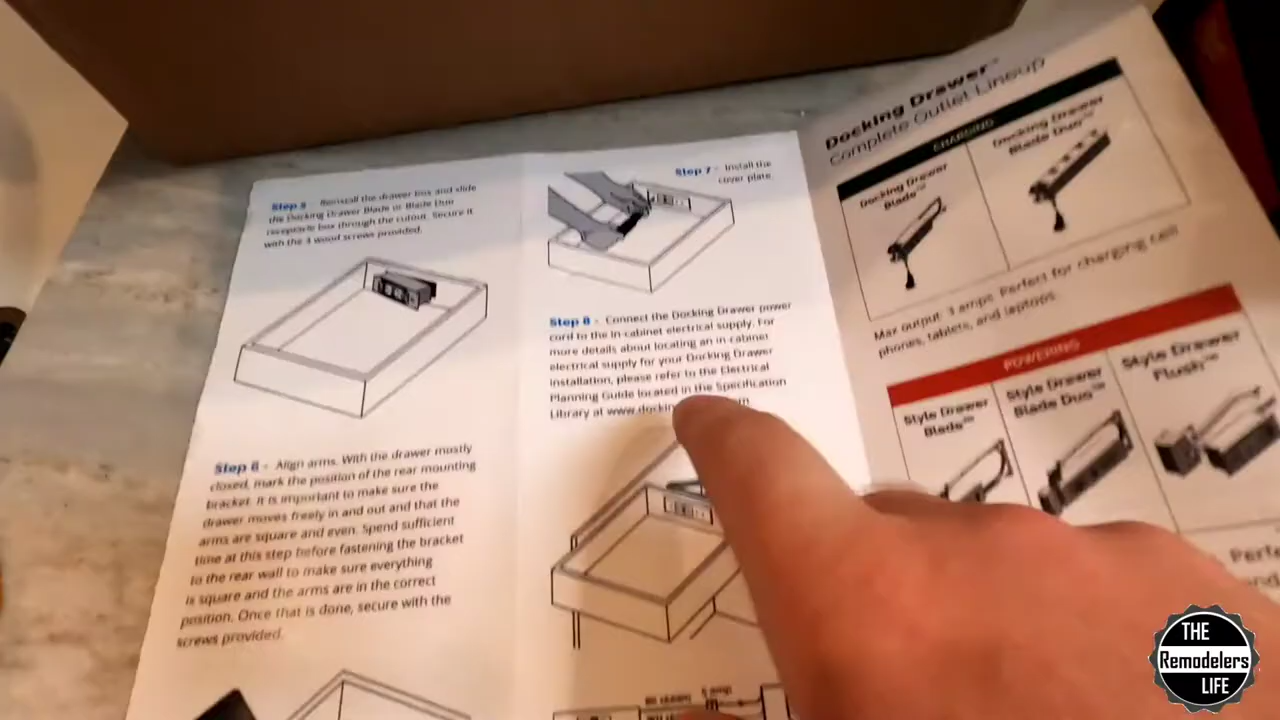 Step 5 - Reinstall the drawer box and slide
the Docking Drawer Blade or Blade Duo
receptacle box through the cutout. Secure it
with the 3 wood screws provided.
Step 6 - Align arms. With the drawer mostly
closed, mark the position of the rear mounting
bracket. It is important to make sure the
drawer moves freely in and out and that the
arms are square and even. Spend sufficient
time at this step before fastening the bracket
to the rear wall to make sure everything
is square and the arms are in the correct
position. Once that is done, secure with the
screws provided.
Step 7 - Install the
cover plate.
Step 8 - Connect the Docking Drawer power
cord to the in-cabinet electrical supply. For
more details about locating an in-cabinet
electrical supply for your Docking Drawer
installation, please refer to the Electrical
Planning Guide located in the Specification
Library at www.dockin
Docking Drawer™
Complete Outlet Lineup
CHARGING
Docking Drawer
Blade™
Docking Drawer
Blade Duo™
Max output: 3 amps. Perfect for charging cell
phones, tablets, and laptops.
POWERING
Style Drawer
Blade™
Style Drawer
Blade Duo™
Style Drawer
Flush™
THE
Remodelers
LIFE